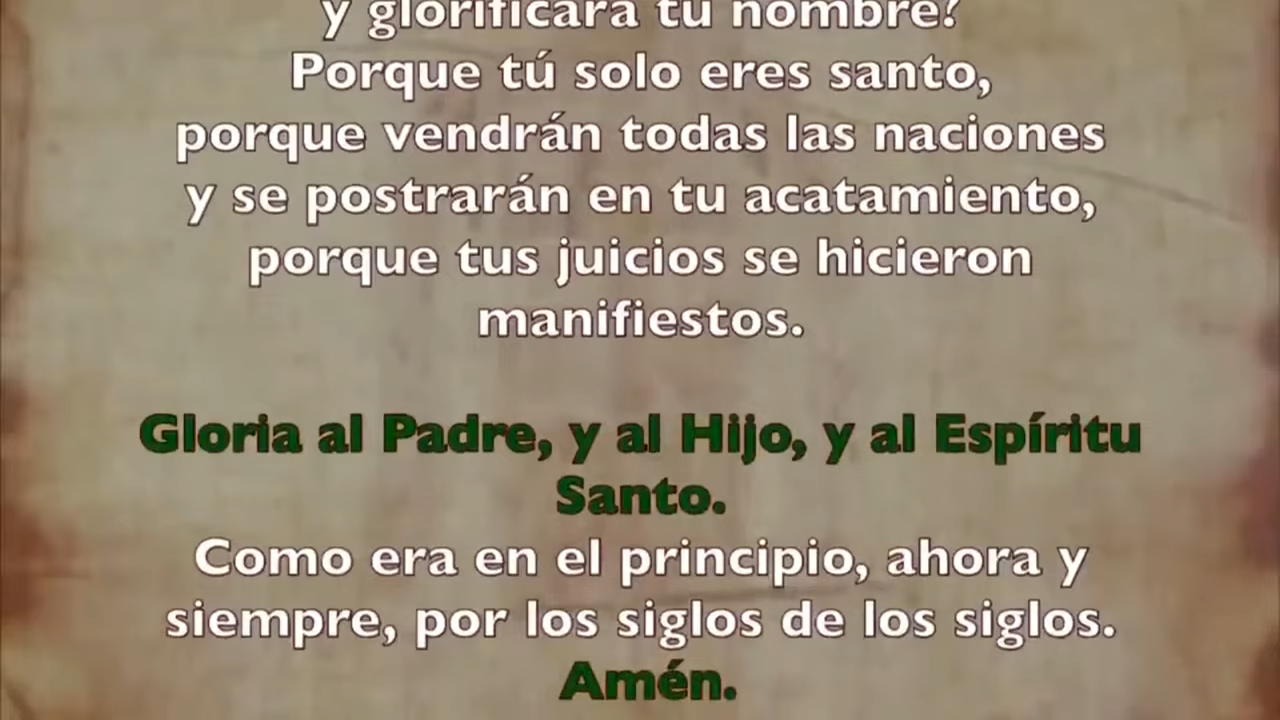 y glorificará tu nombre?
Porque tú solo eres santo,
porque vendrán todas las naciones
y se postrarán en tu acatamiento,
porque tus juicios se hicieron
manifiestos.
Gloria al Padre, y al Hijo, y al Espíritu
Santo.
Como era en el principio, ahora y
siempre, por los siglos de los siglos.
Amén.